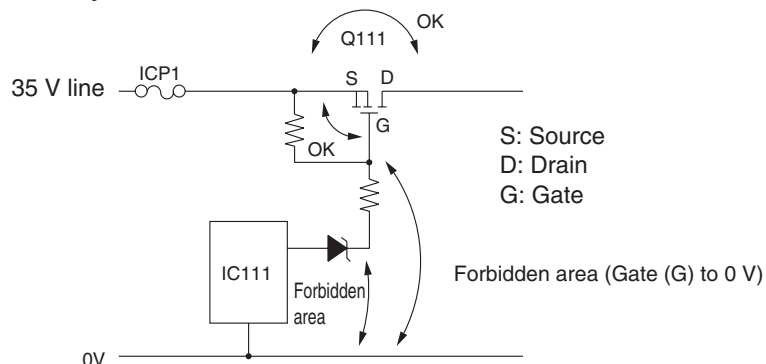 OK
Q111
ICP1
35 V line
S D
G
OK
S: Source
D: Drain
G: Gate
IC111
Forbidden
area
Forbidden area (Gate (G) to 0 V)
0V